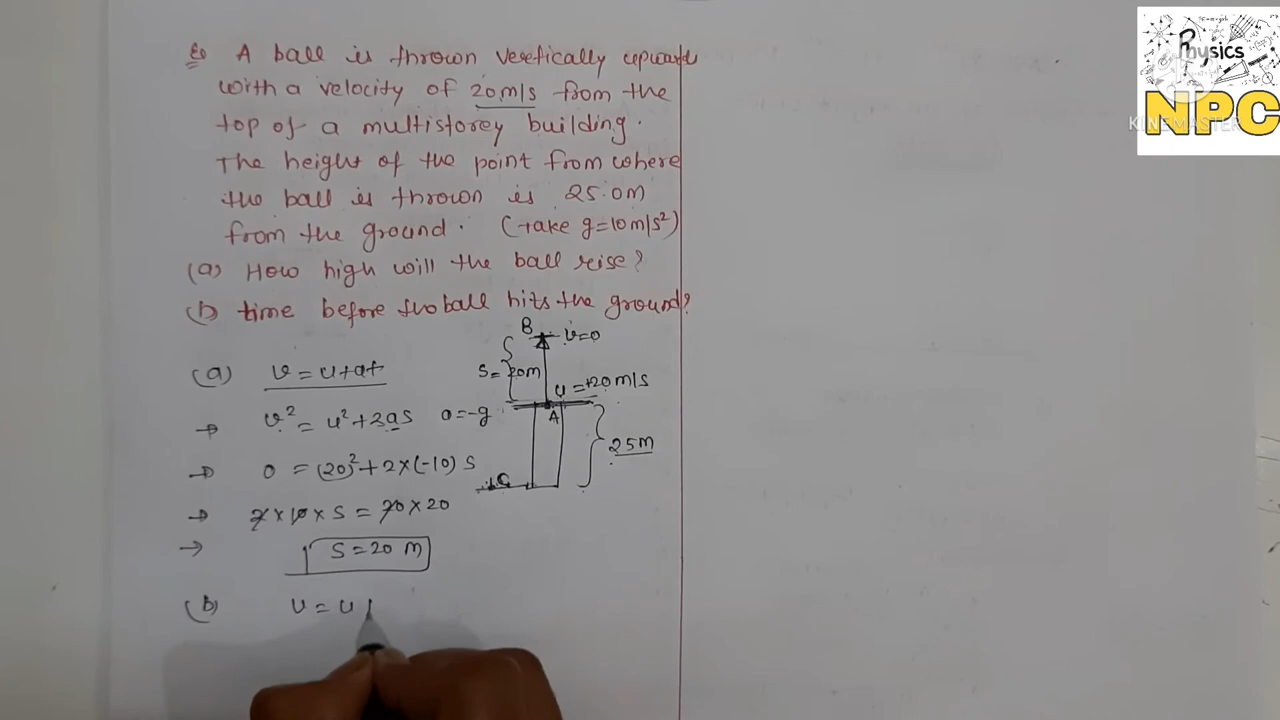 Ex A ball is thrown vertically upwards
with a velocity of 20m/s from the
top of a multistorey building.
The height of the point from where
the ball is thrown is 25.0m
from the ground. (take g=10m/s²)
(a) How high will the ball rise?
(b) time before the ball hits the ground?
B v=0
S=20m
u=+20m/s
A
25m
C
(a) v=u+at
→ v²=u²+2as a=-g
→ 0=(20)²+2×(-10)S
→ 2×10×S=20×20
→ S=20 m
(b) v=u
Physics
NPC
KINEMASTER